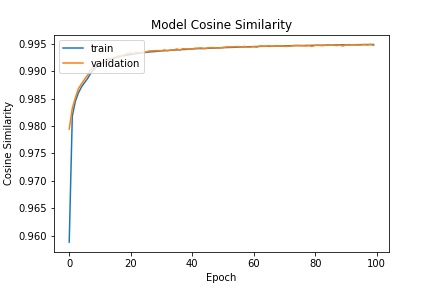 Model Cosine Similarity
train
validation
0.995
0.990
0.985
0.980
0.975
0.970
0.965
0.960
Cosine Similarity
0 20 40 60 80 100
Epoch